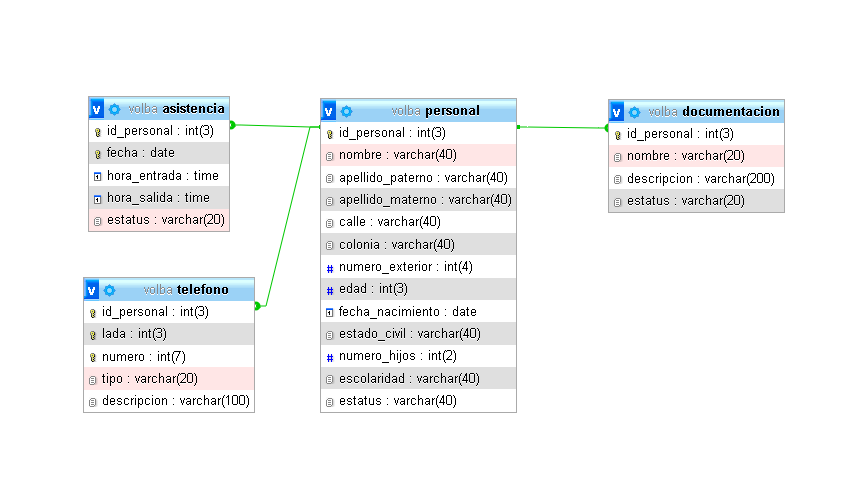 v volba asistencia
id_personal : int(3)
fecha : date
hora_entrada : time
hora_salida : time
estatus : varchar(20)
v volba telefono
id_personal : int(3)
lada : int(3)
numero : int(7)
tipo : varchar(20)
descripcion : varchar(100)
v volba personal
id_personal : int(3)
nombre : varchar(40)
apellido_paterno : varchar(40)
apellido_materno : varchar(40)
calle : varchar(40)
colonia : varchar(40)
# numero_exterior : int(4)
# edad : int(3)
fecha_nacimiento : date
estado_civil : varchar(40)
# numero_hijos : int(2)
escolaridad : varchar(40)
estatus : varchar(40)
v volba documentacion
id_personal : int(3)
nombre : varchar(20)
descripcion : varchar(200)
estatus : varchar(20)